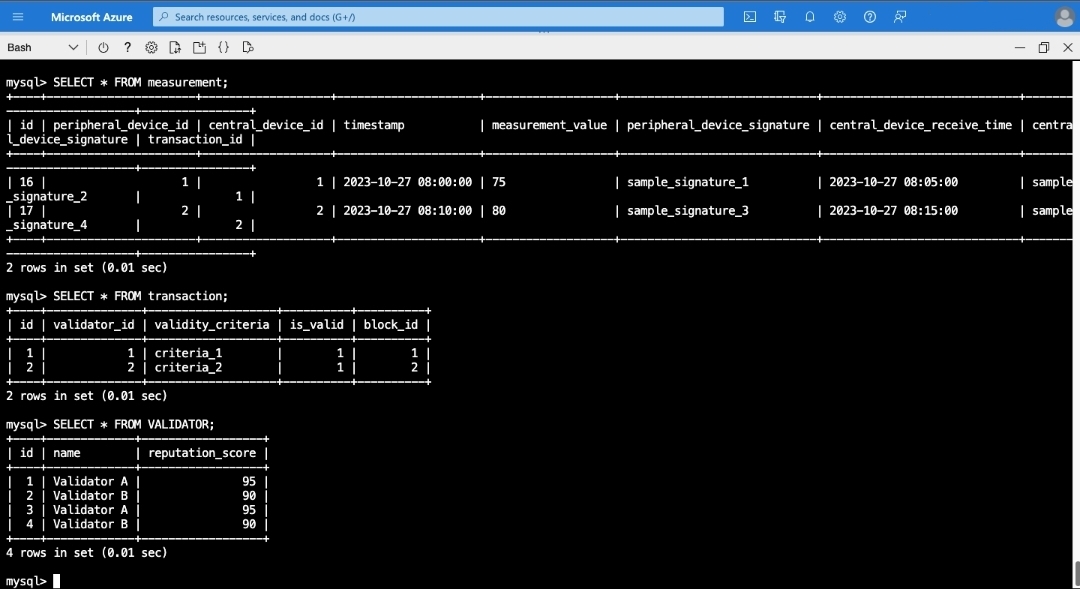 Microsoft Azure
Search resources, services, and docs (G+/)
Bash
mysql> SELECT * FROM measurement;
| id | peripheral_device_id | central_device_id | timestamp | measurement_value | peripheral_device_signature | central_device_receive_time | centra
l_device_signature | transaction_id |
| 16 | 1 | 1 | 2023-10-27 08:00:00 | 75 | sample_signature_1 | 2023-10-27 08:05:00 | sample
_signature_2 | 1 |
| 17 | 2 | 2 | 2023-10-27 08:10:00 | 80 | sample_signature_3 | 2023-10-27 08:15:00 | sample
_signature_4 | 2 |
2 rows in set (0.01 sec)
mysql> SELECT * FROM transaction;
| id | validator_id | validity_criteria | is_valid | block_id |
| 1 | 1 | criteria_1 | 1 | 1 |
| 2 | 2 | criteria_2 | 1 | 2 |
2 rows in set (0.01 sec)
mysql> SELECT * FROM VALIDATOR;
| id | name | reputation_score |
| 1 | Validator A | 95 |
| 2 | Validator B | 90 |
| 3 | Validator A | 95 |
| 4 | Validator B | 90 |
4 rows in set (0.01 sec)
mysql>